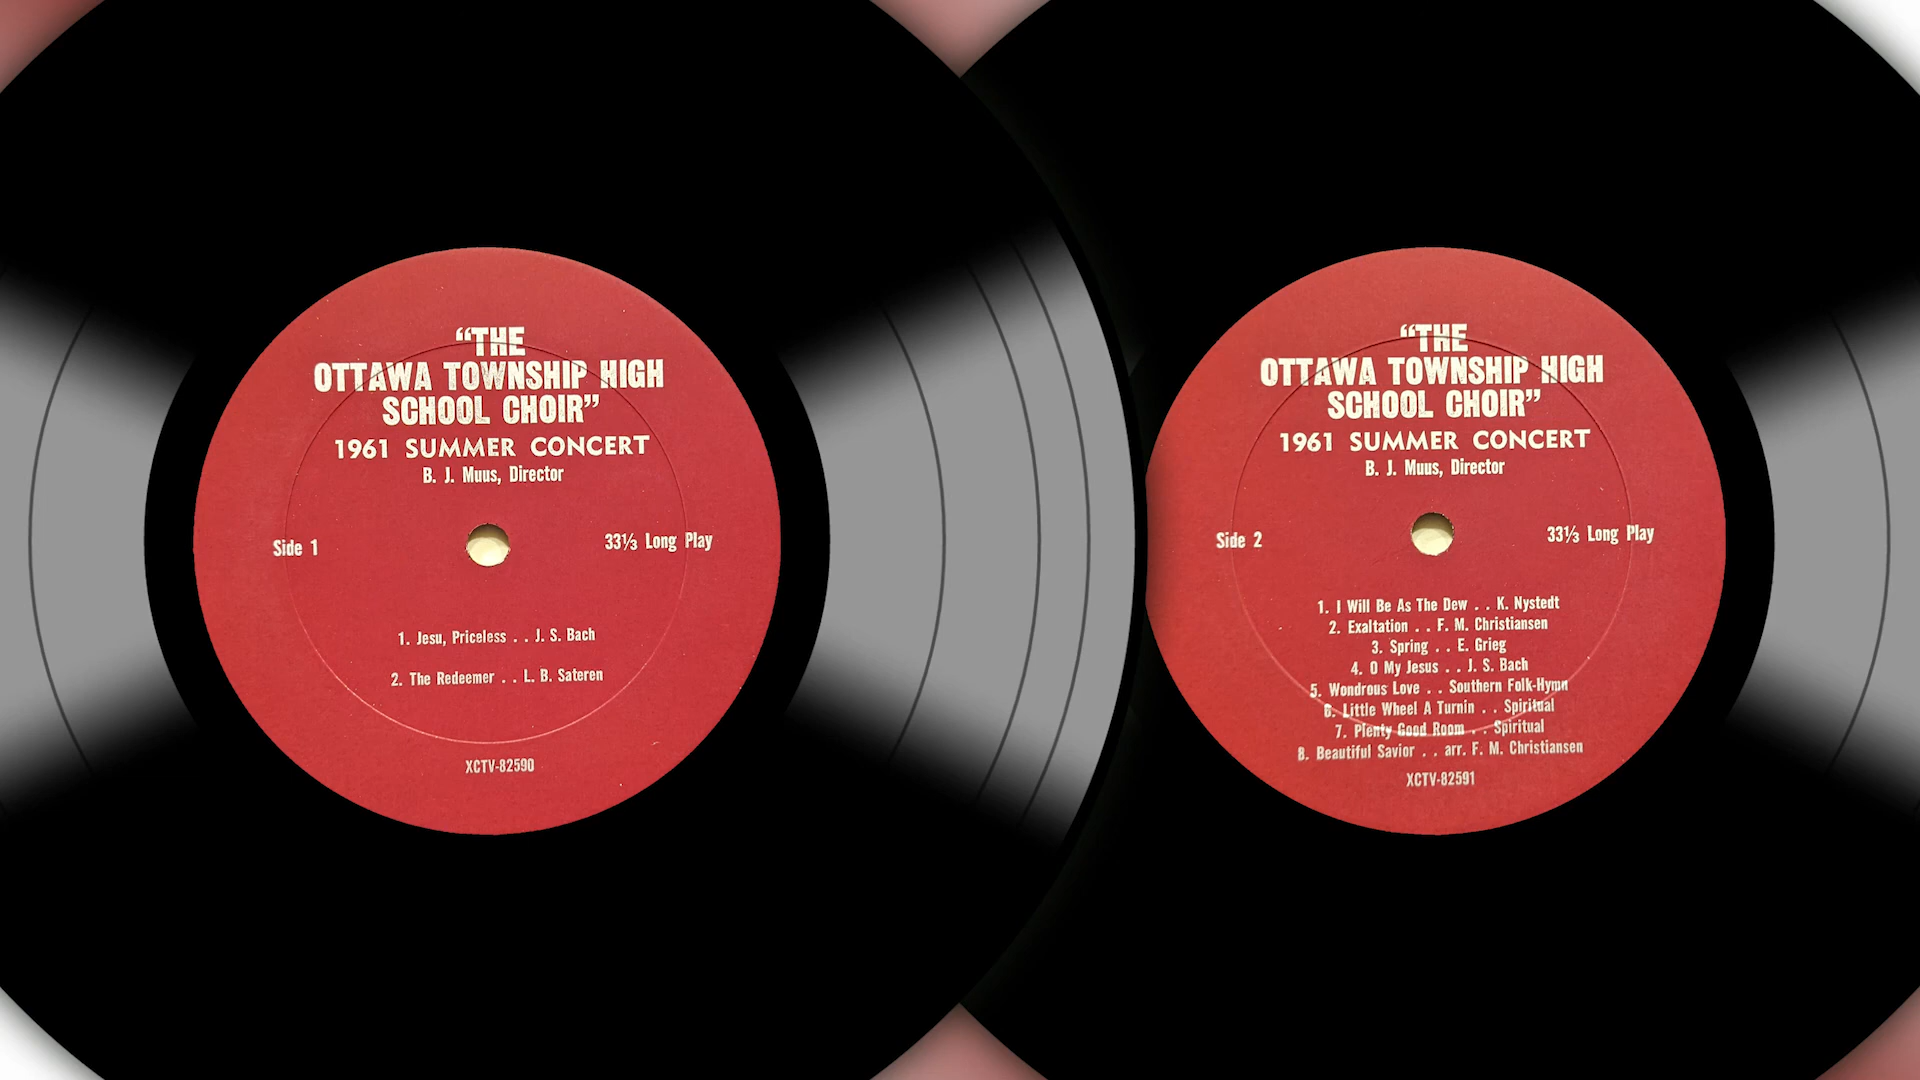 “THE
OTTAWA TOWNSHIP HIGH
SCHOOL CHOIR”
1961 SUMMER CONCERT
B. J. Muus, Director
Side 1
33⅓ Long Play
1. Jesu, Priceless . . J. S. Bach
2. The Redeemer . . L. B. Sateren
XCTV-82590
“THE
OTTAWA TOWNSHIP HIGH
SCHOOL CHOIR”
1961 SUMMER CONCERT
B. J. Muus, Director
Side 2
33⅓ Long Play
1. I Will Be As The Dew . . K. Nystedt
2. Exaltation . . F. M. Christiansen
3. Spring . . E. Grieg
4. O My Jesus . . J. S. Bach
5. Wondrous Love . . Southern Folk-Hymn
6. Little Wheel A Turnin . . Spiritual
7. Plenty Good Room . . Spiritual
8. Beautiful Savior . . arr. F. M. Christiansen
XCTV-82591